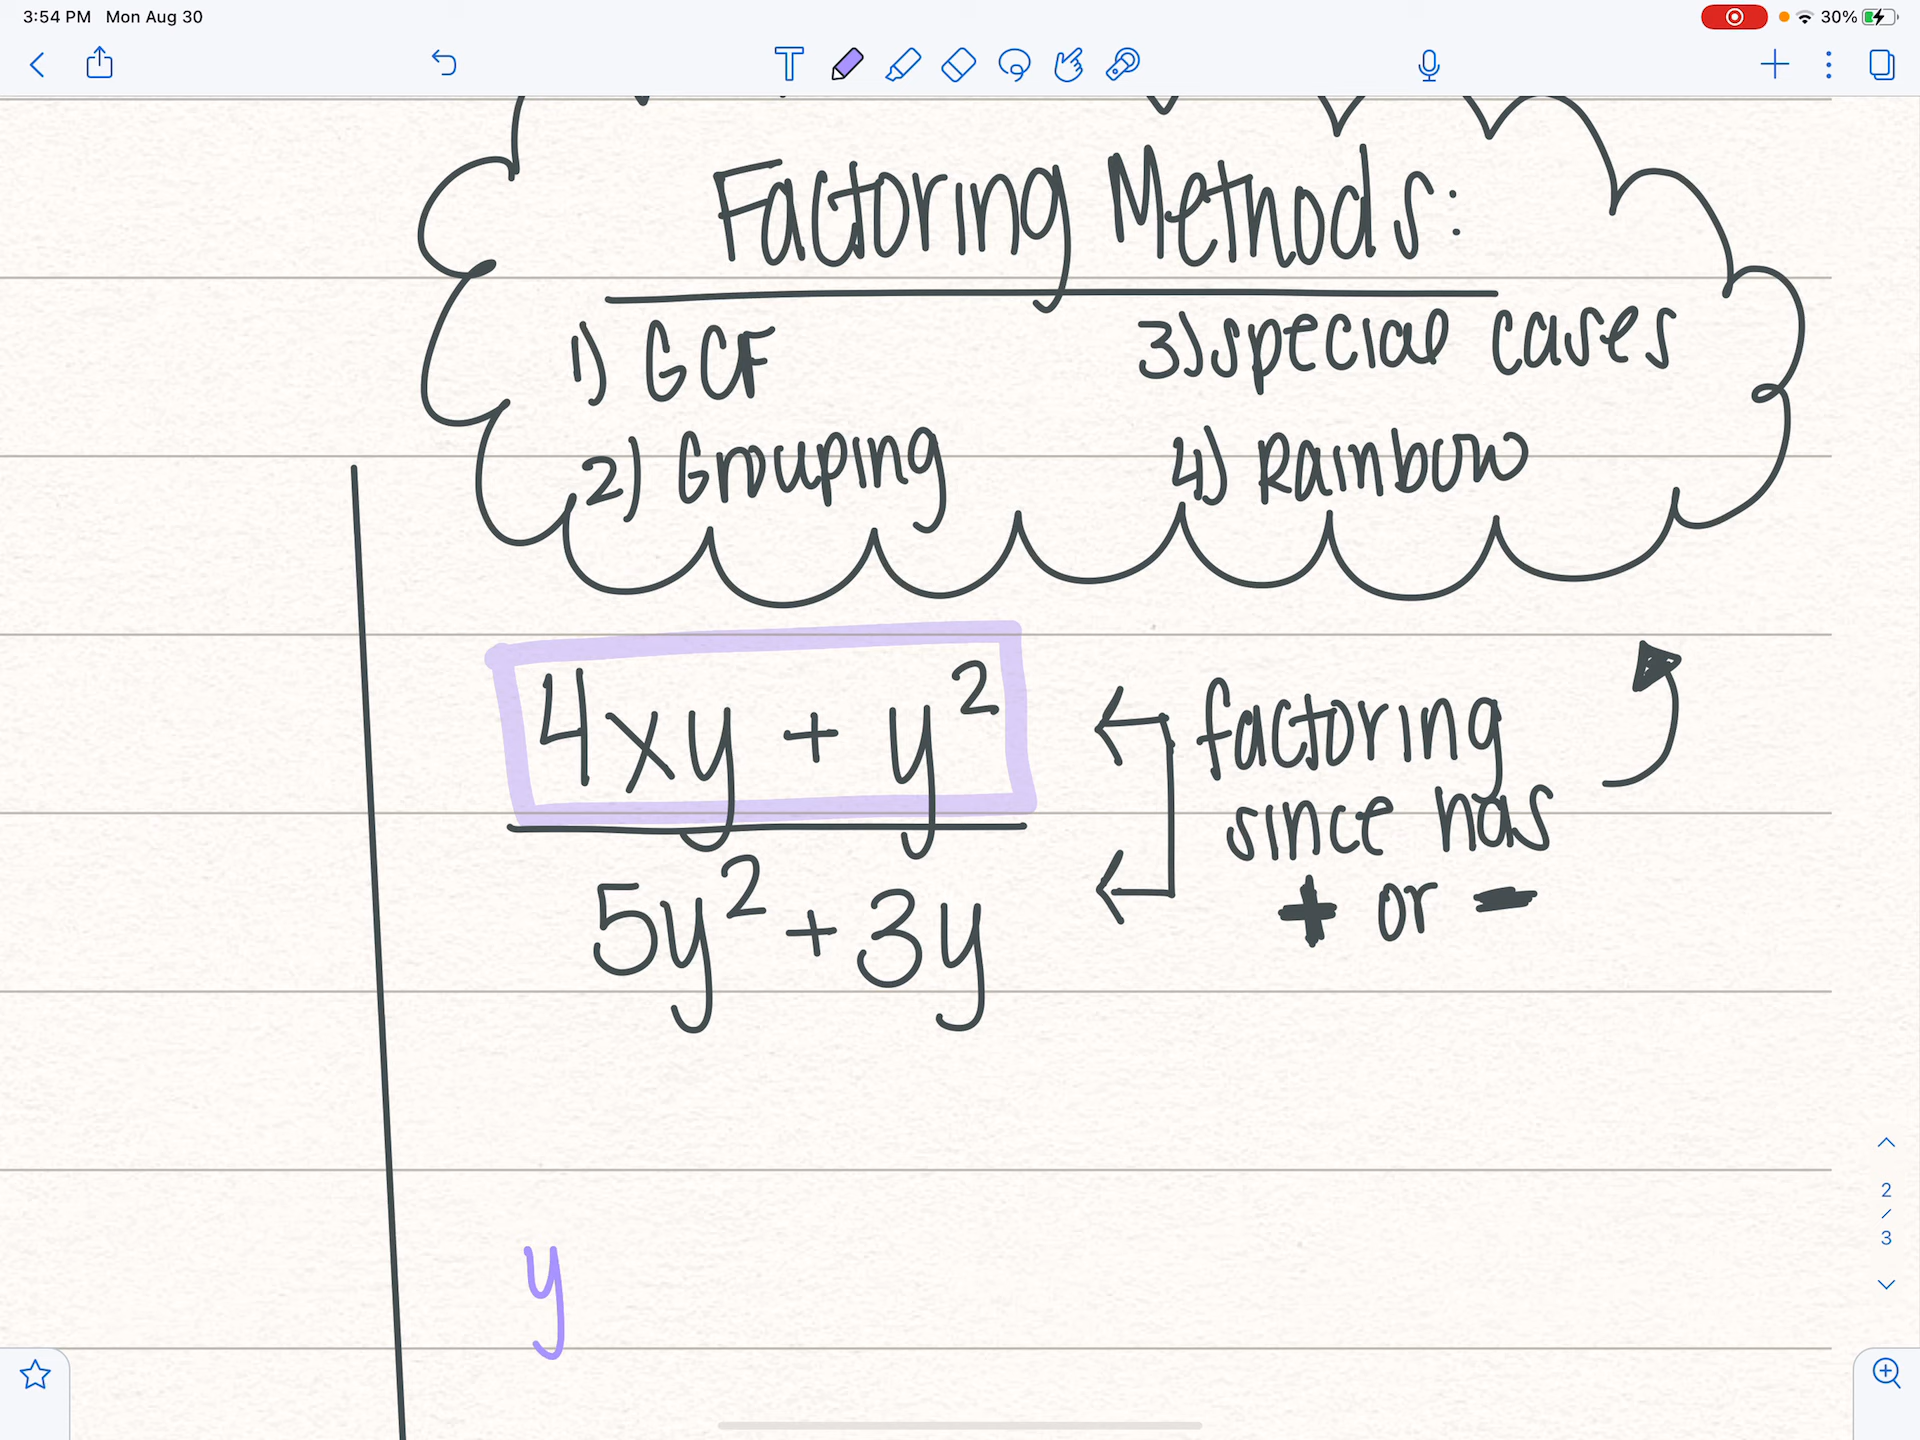 3:54 PM Mon Aug 30
30%
T
Factoring Methods:
1) GCF
3) special cases
2) Grouping
4) Rainbow
4xy + y²
factoring
since has
+ or -
5y² + 3y
y
2
/
3